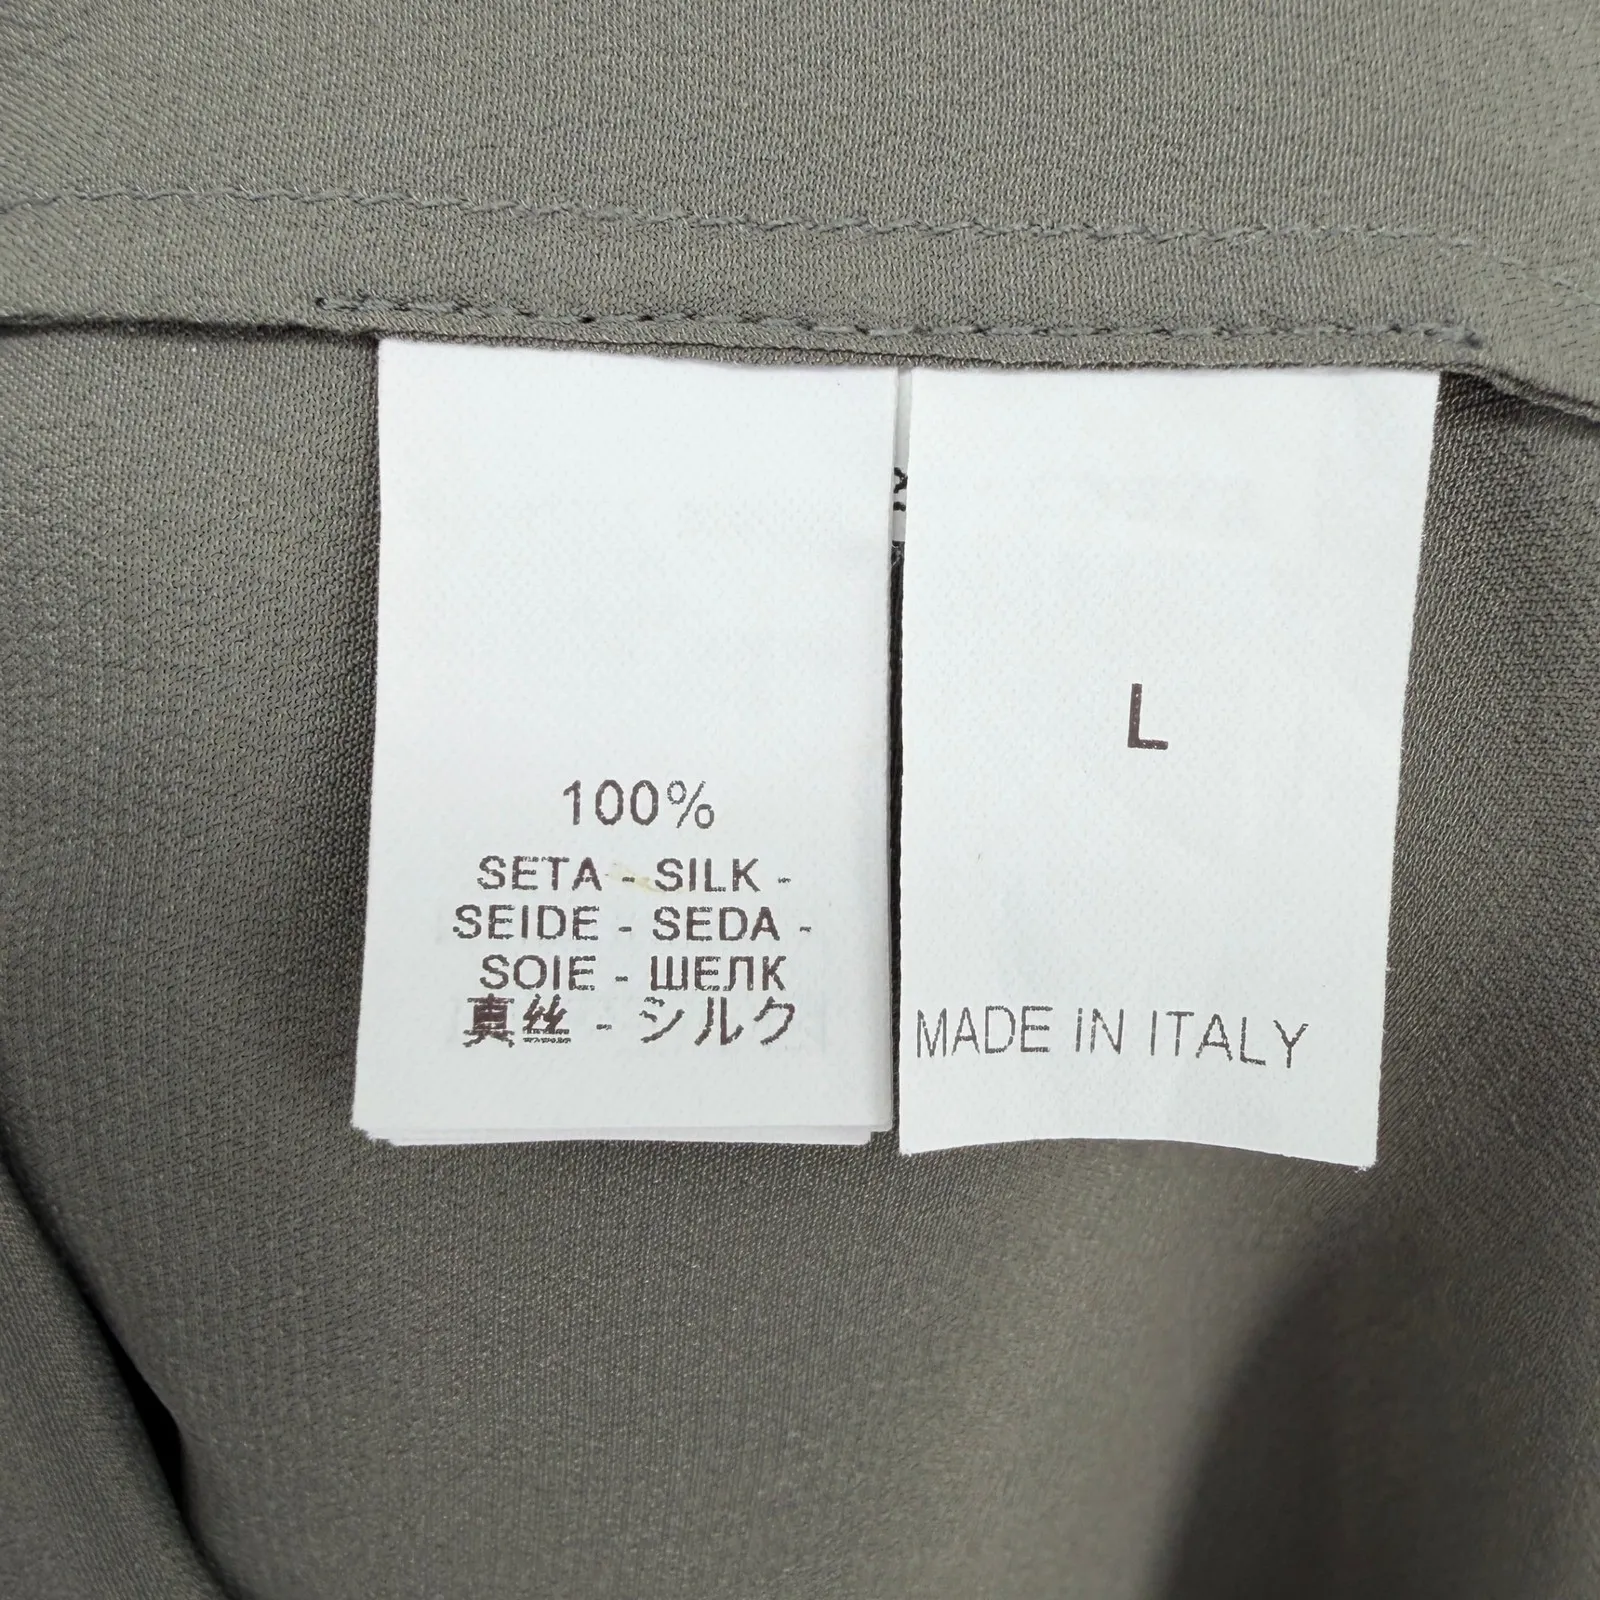 100%
SETA - SILK -
SEIDE - SEDA -
SOIE - ШЕЛК
真丝 - シルク
L
MADE IN ITALY